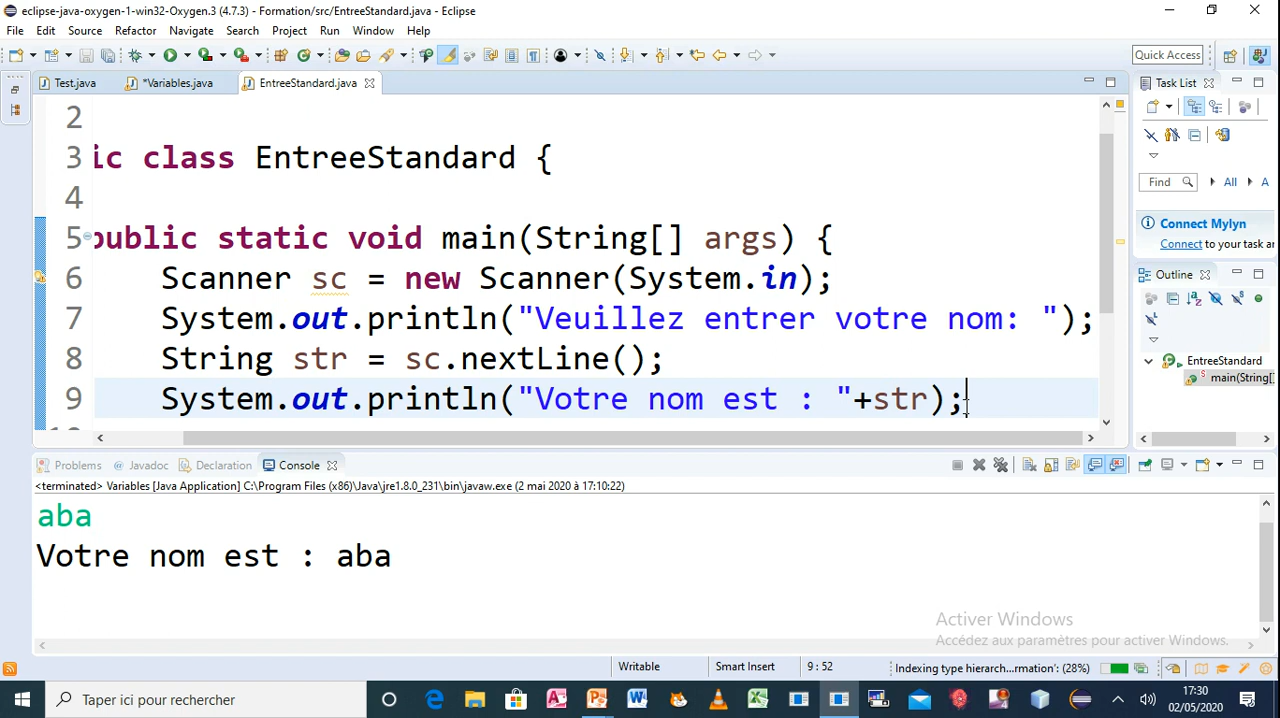 eclipse-java-oxygen-1-win32-Oxygen.3 (4.7.3) - Formation/src/EntreeStandard.java - Eclipse
File Edit Source Refactor Navigate Search Project Run Window Help
Quick Access
Test.java *Variables.java EntreeStandard.java
Task List
2
3 ic class EntreeStandard {
4
5 public static void main(String[] args) {
6 Scanner sc = new Scanner(System.in);
7 System.out.println("Veuillez entrer votre nom: ");
8 String str = sc.nextLine();
9 System.out.println("Votre nom est : "+str);
Find All A
Connect Mylyn
Connect to your task ar
Outline
EntreeStandard
main(String[]
Problems Javadoc Declaration Console
<terminated> Variables [Java Application] C:\Program Files (x86)\Java\jre1.8.0_231\bin\javaw.exe (2 mai 2020 à 17:10:22)
aba
Votre nom est : aba
Activer Windows
Accédez aux paramètres pour activer Windows.
Writable Smart Insert 9 : 52 Indexing type hierarch...rmation': (28%)
Taper ici pour rechercher
17:30
02/05/2020